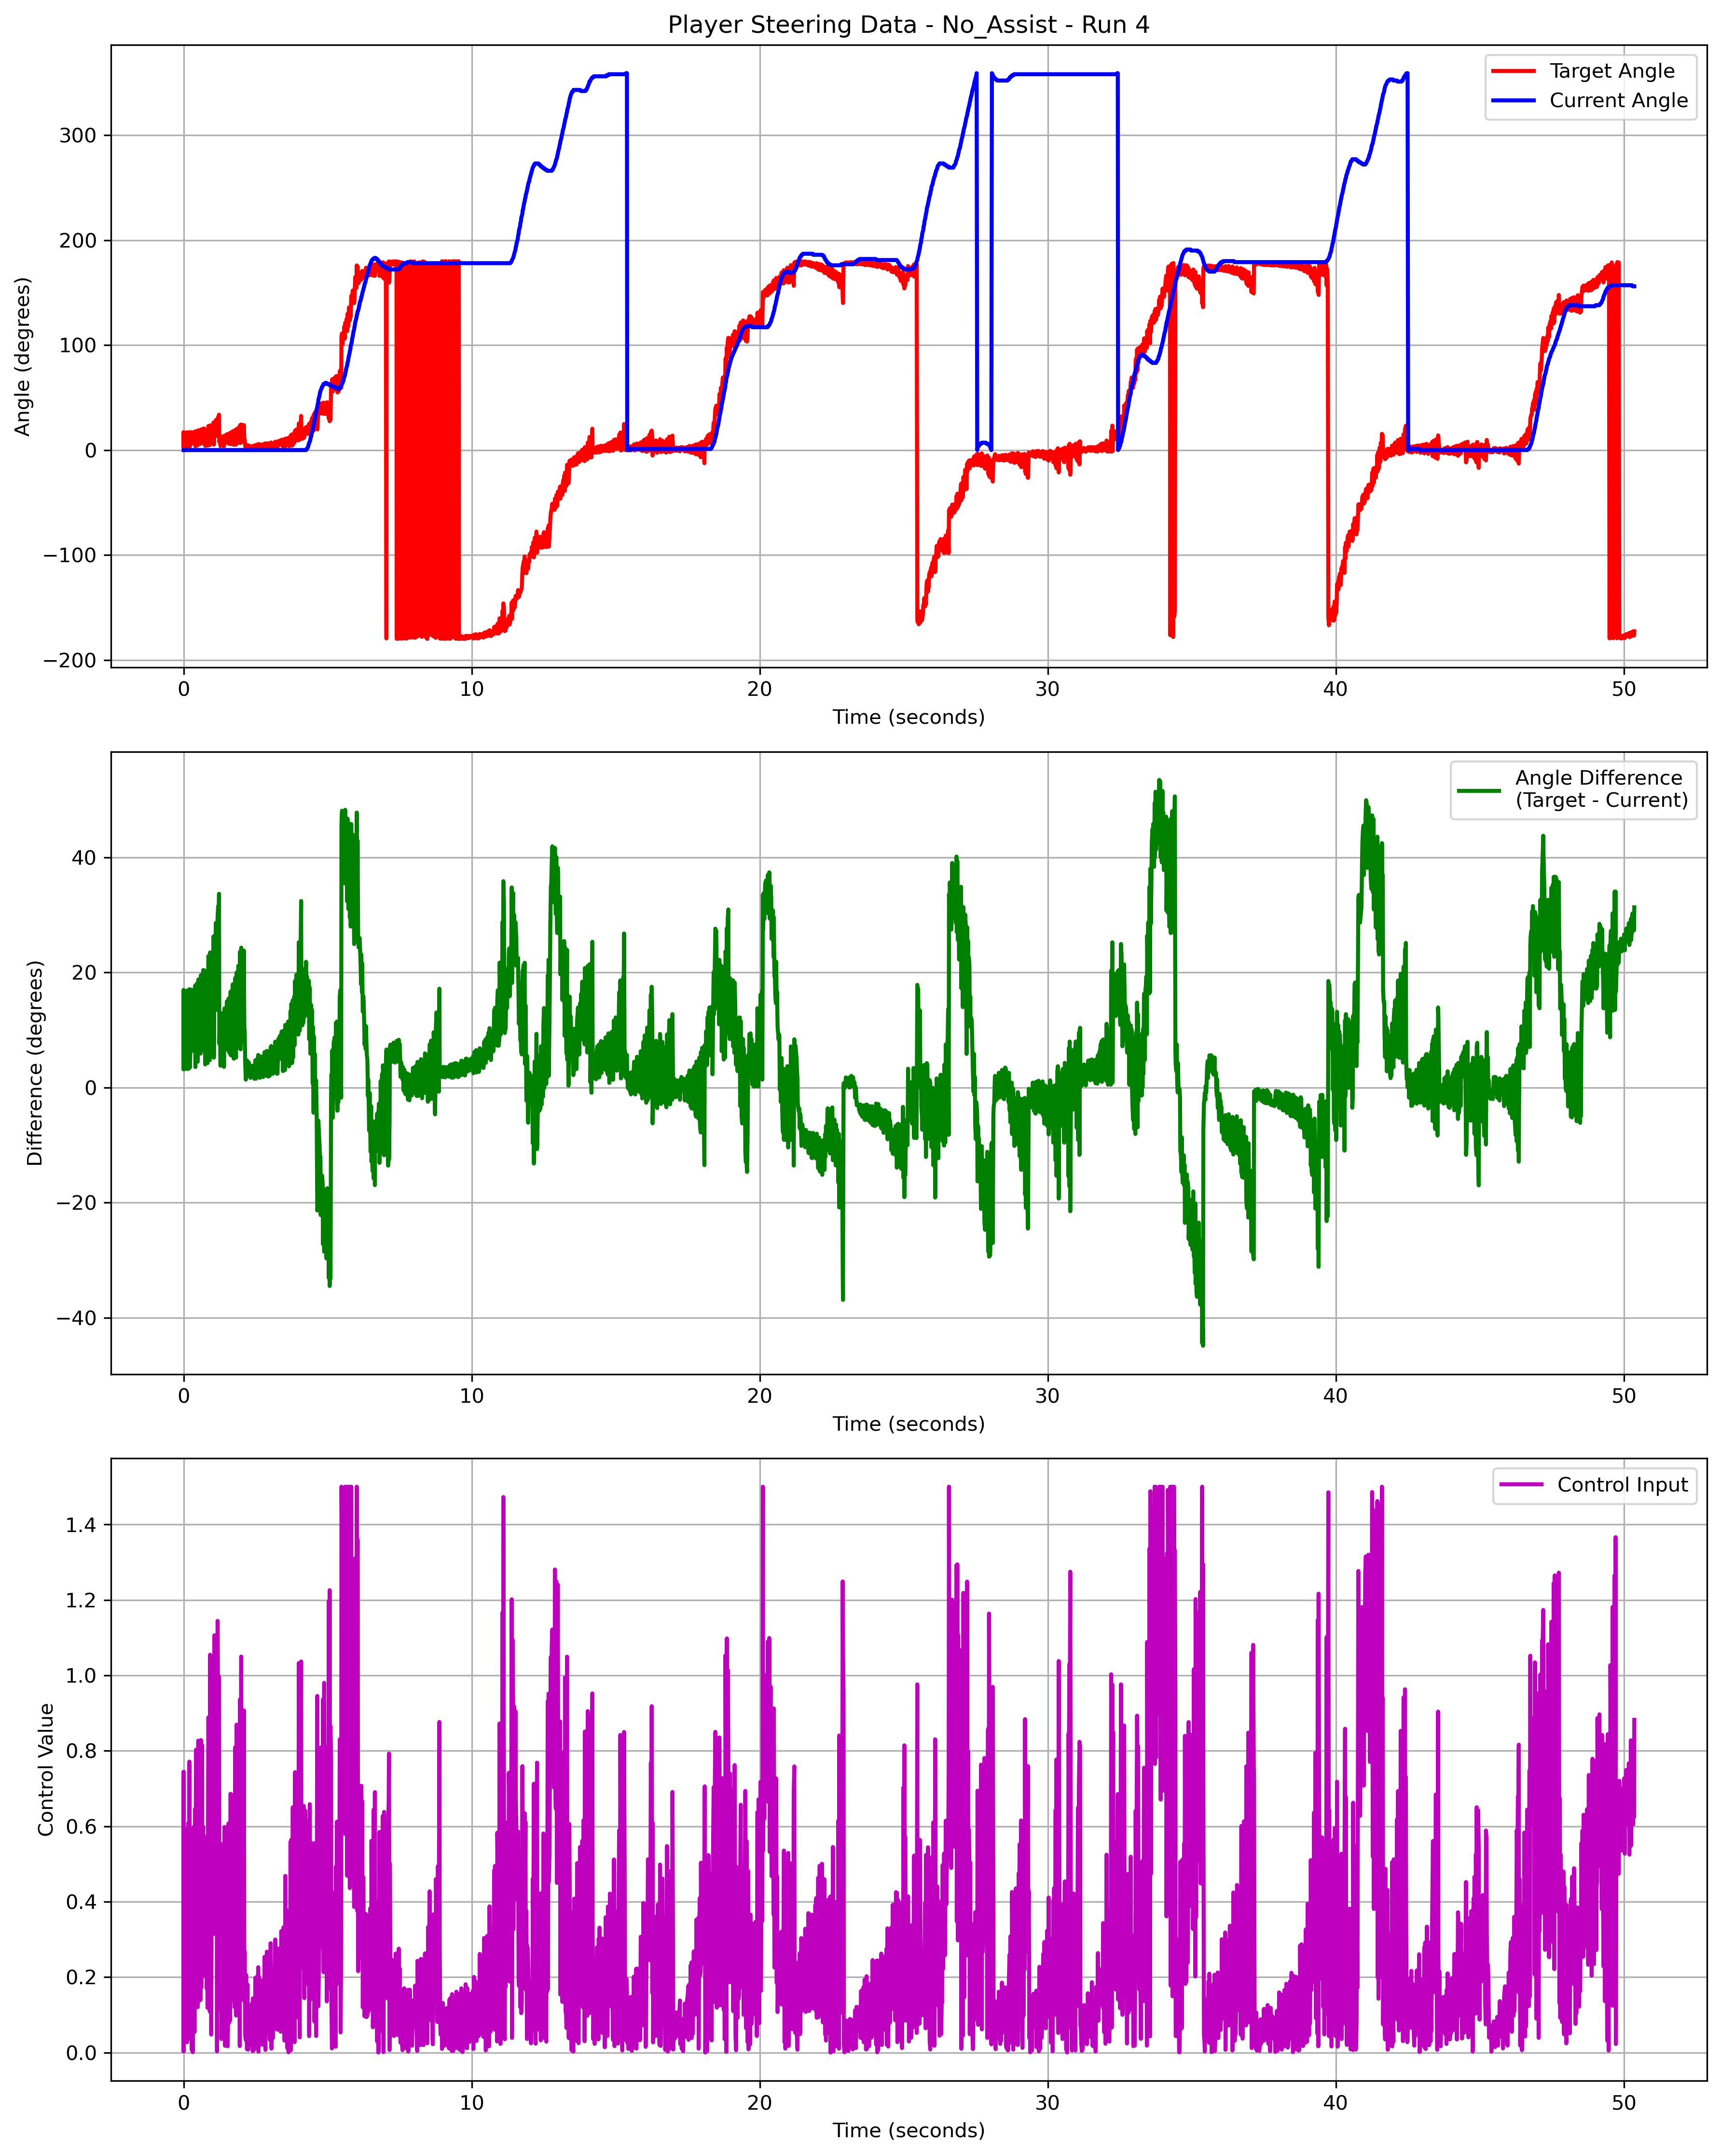 Player Steering Data - No_Assist - Run 4
Target Angle
Current Angle
Angle (degrees)
300
200
100
0
−100
−200
0 10 20 30 40 50
Time (seconds)
Angle Difference
(Target - Current)
Difference (degrees)
40
20
0
−20
−40
0 10 20 30 40 50
Time (seconds)
Control Input
Control Value
1.4
1.2
1.0
0.8
0.6
0.4
0.2
0.0
0 10 20 30 40 50
Time (seconds)